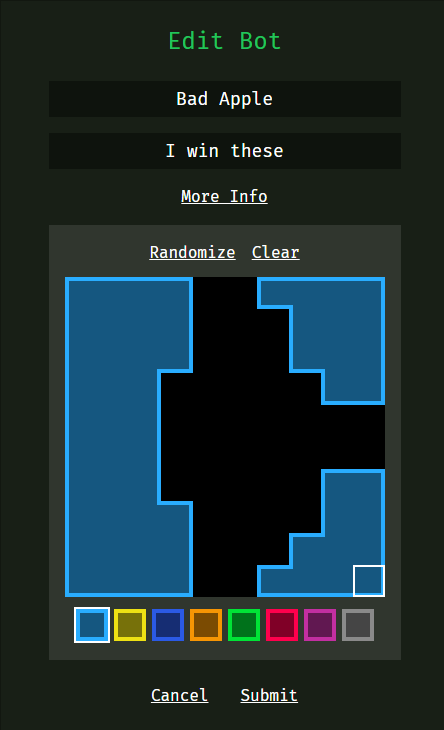 Edit Bot
Bad Apple
I win these
More Info
Randomize Clear
Cancel Submit